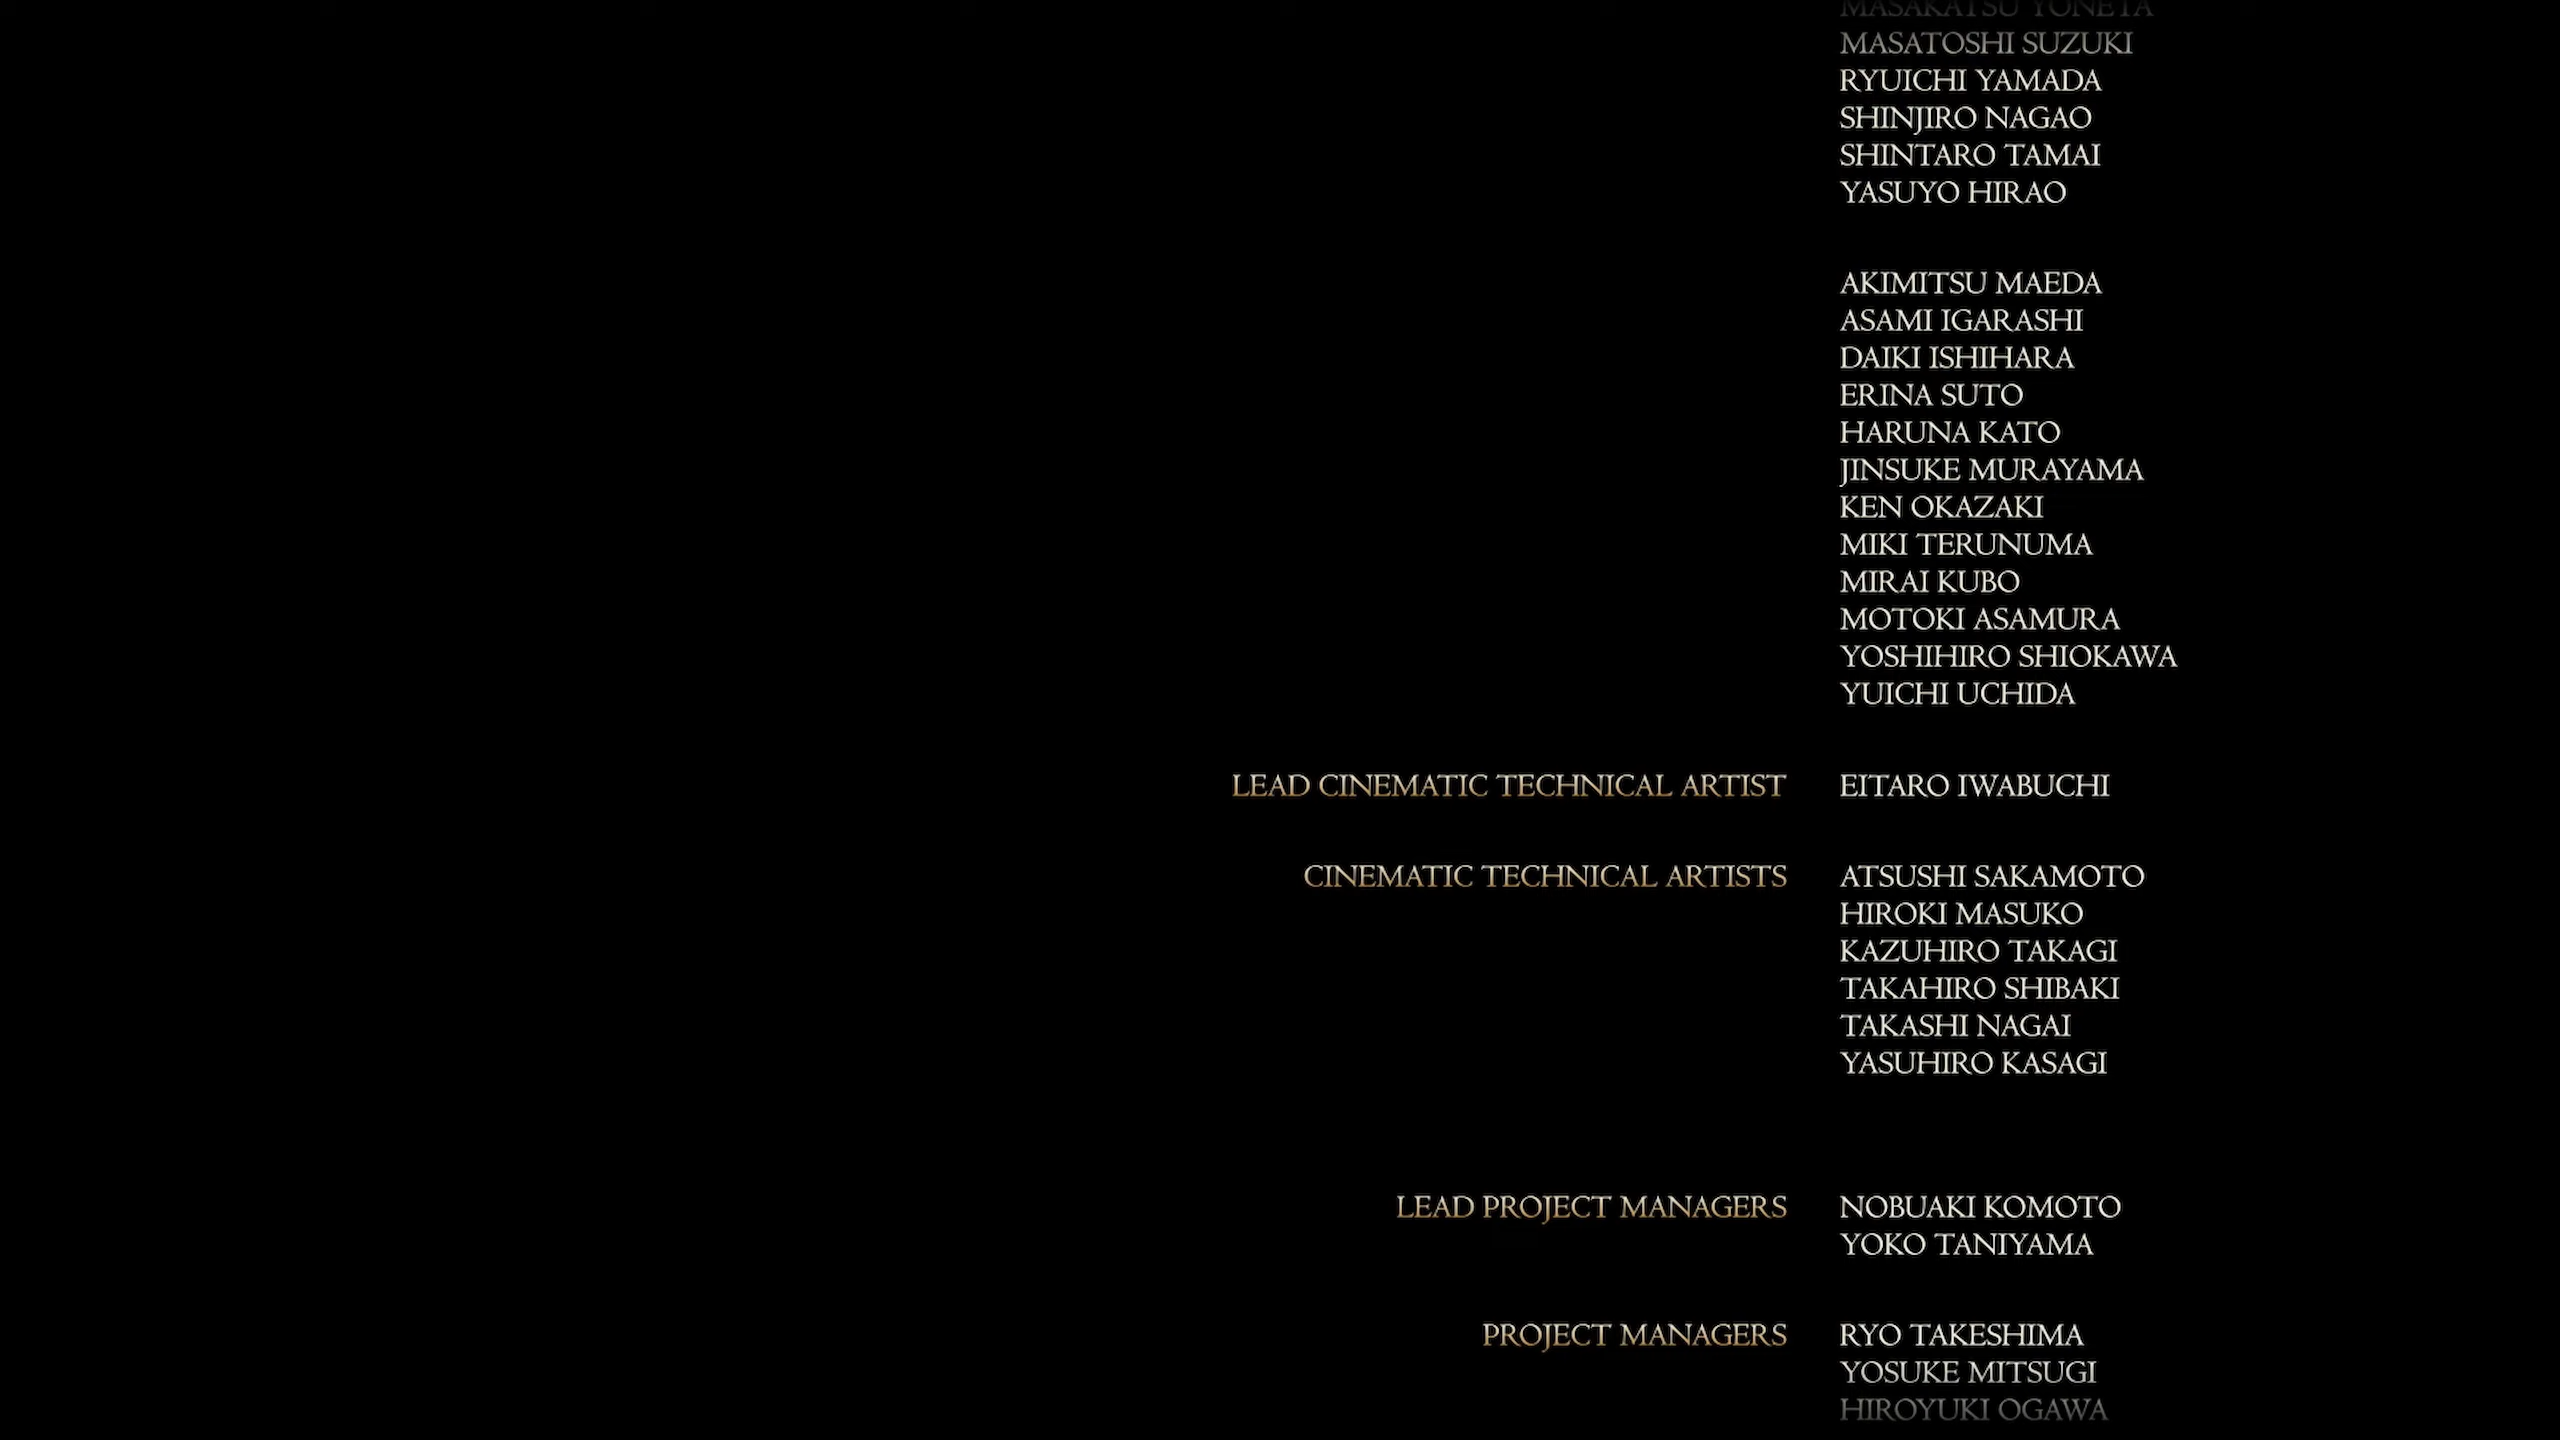 MASAKATSU YONETA
MASATOSHI SUZUKI
RYUICHI YAMADA
SHINJIRO NAGAO
SHINTARO TAMAI
YASUYO HIRAO
AKIMITSU MAEDA
ASAMI IGARASHI
DAIKI ISHIHARA
ERINA SUTO
HARUNA KATO
JINSUKE MURAYAMA
KEN OKAZAKI
MIKI TERUNUMA
MIRAI KUBO
MOTOKI ASAMURA
YOSHIHIRO SHIOKAWA
YUICHI UCHIDA
LEAD CINEMATIC TECHNICAL ARTIST EITARO IWABUCHI
CINEMATIC TECHNICAL ARTISTS ATSUSHI SAKAMOTO
HIROKI MASUKO
KAZUHIRO TAKAGI
TAKAHIRO SHIBAKI
TAKASHI NAGAI
YASUHIRO KASAGI
LEAD PROJECT MANAGERS NOBUAKI KOMOTO
YOKO TANIYAMA
PROJECT MANAGERS RYO TAKESHIMA
YOSUKE MITSUGI
HIROYUKI OGAWA